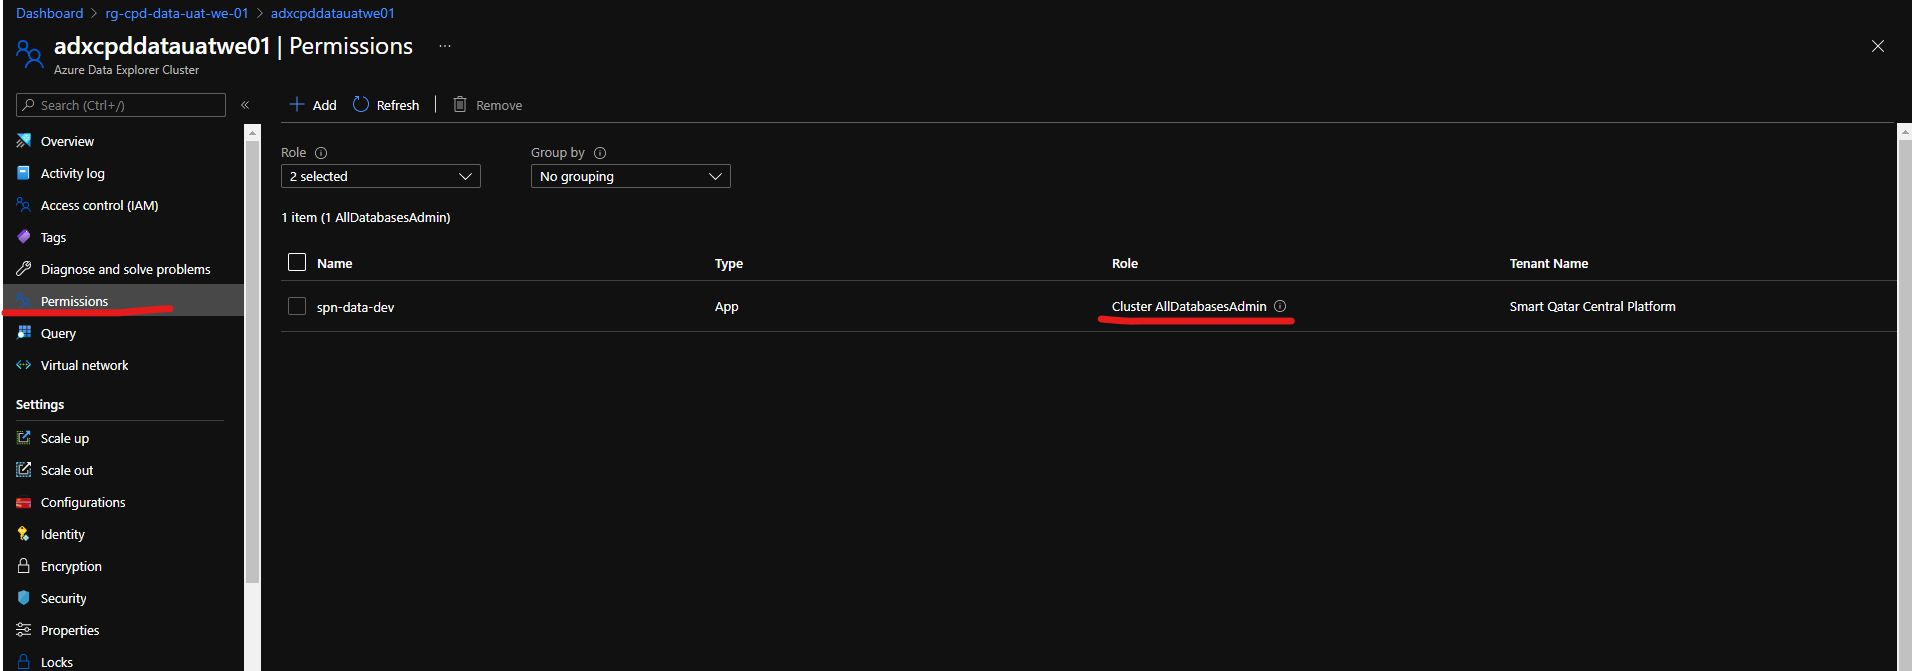 Dashboard > rg-cpd-data-uat-we-01 > adxcpddatauatwe01
adxcpddatauatwe01 | Permissions ...
Azure Data Explorer Cluster
Search (Ctrl+/)
«
Overview
Activity log
Access control (IAM)
Tags
Diagnose and solve problems
Permissions
Query
Virtual network
Settings
Scale up
Scale out
Configurations
Identity
Encryption
Security
Properties
Locks
Add Refresh | Remove
Role Group by
2 selected No grouping
1 item (1 AllDatabasesAdmin)
Name Type Role Tenant Name
spn-data-dev App Cluster AllDatabasesAdmin Smart Qatar Central Platform